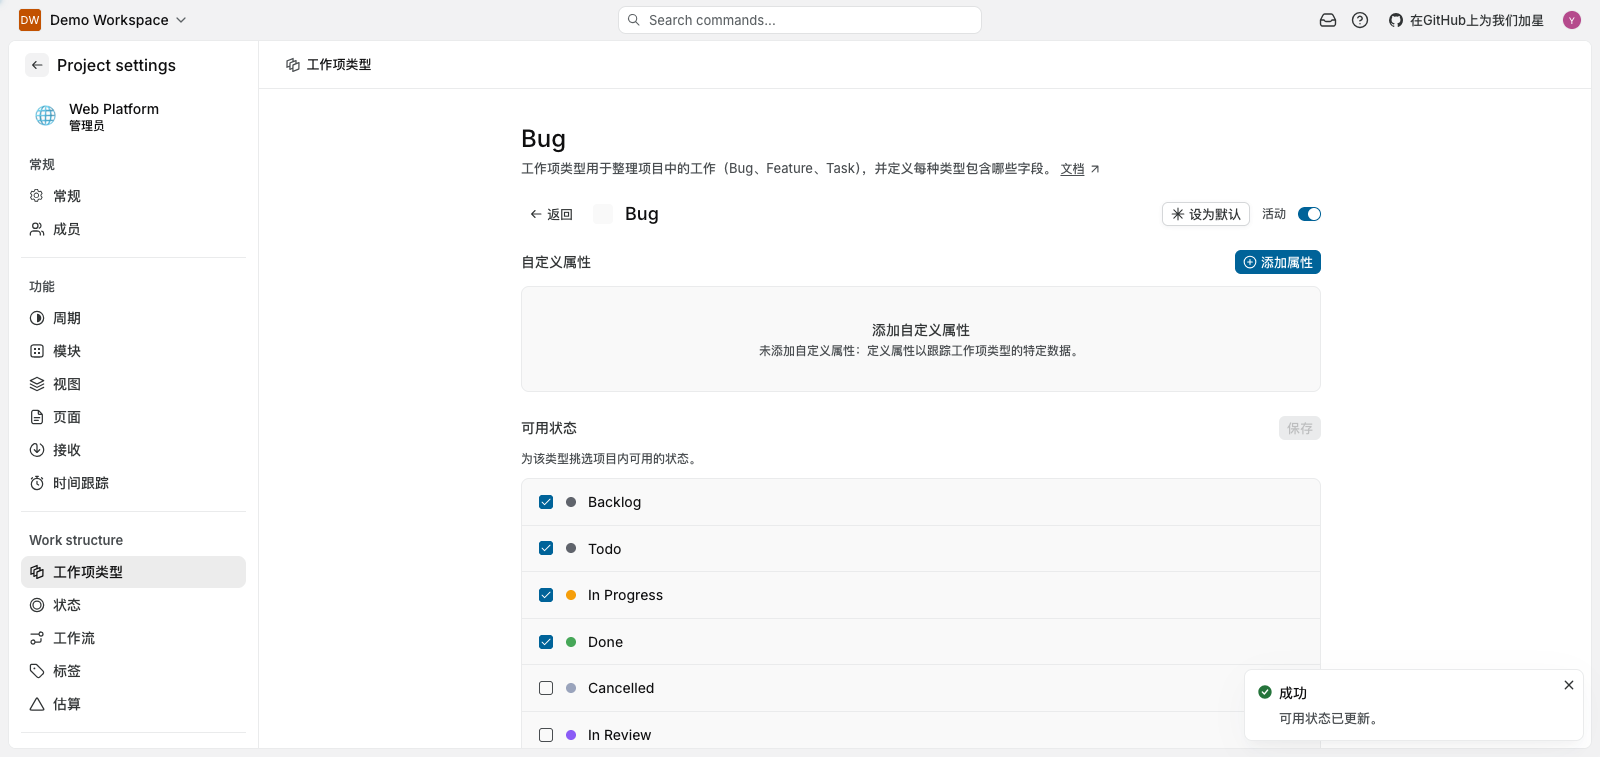 DW Demo Workspace
Search commands...
在GitHub上为我们加星
Y
Project settings
Web Platform
管理员
常规
常规
成员
功能
周期
模块
视图
页面
接收
时间跟踪
Work structure
工作项类型
状态
工作流
标签
估算
工作项类型
Bug
工作项类型用于整理项目中的工作（Bug、Feature、Task），并定义每种类型包含哪些字段。 文档
返回
Bug
设为默认
活动
自定义属性
添加属性
添加自定义属性
未添加自定义属性：定义属性以跟踪工作项类型的特定数据。
可用状态
保存
为该类型挑选项目内可用的状态。
Backlog
Todo
In Progress
Done
Cancelled
In Review
成功
可用状态已更新。